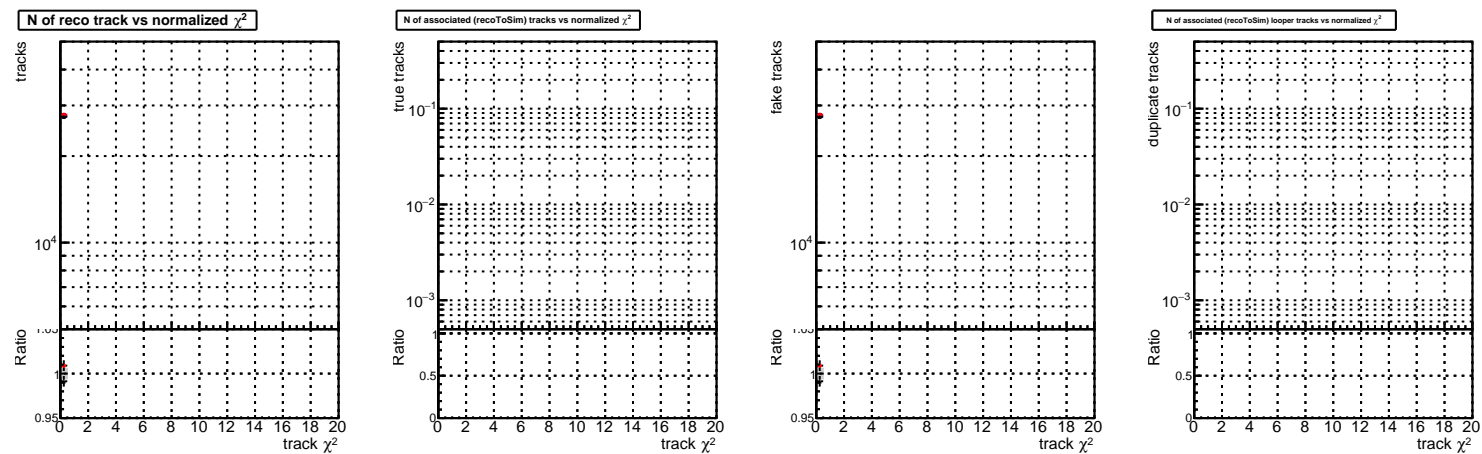 N of reco track vs normalized χ²
tracks
10⁴
1.05
Ratio
1
0.95
0 2 4 6 8 10 12 14 16 18 20
track χ²
N of associated (recoToSim) tracks vs normalized χ²
true tracks
10⁻¹
10⁻²
10⁻³
Ratio
1
0.5
0
0 2 4 6 8 10 12 14 16 18 20
track χ²
fake tracks
10⁴
1.05
Ratio
1
0.95
0 2 4 6 8 10 12 14 16 18 20
track χ²
N of associated (recoToSim) looper tracks vs normalized χ²
duplicate tracks
10⁻¹
10⁻²
10⁻³
Ratio
1
0.5
0
0 2 4 6 8 10 12 14 16 18 20
track χ²